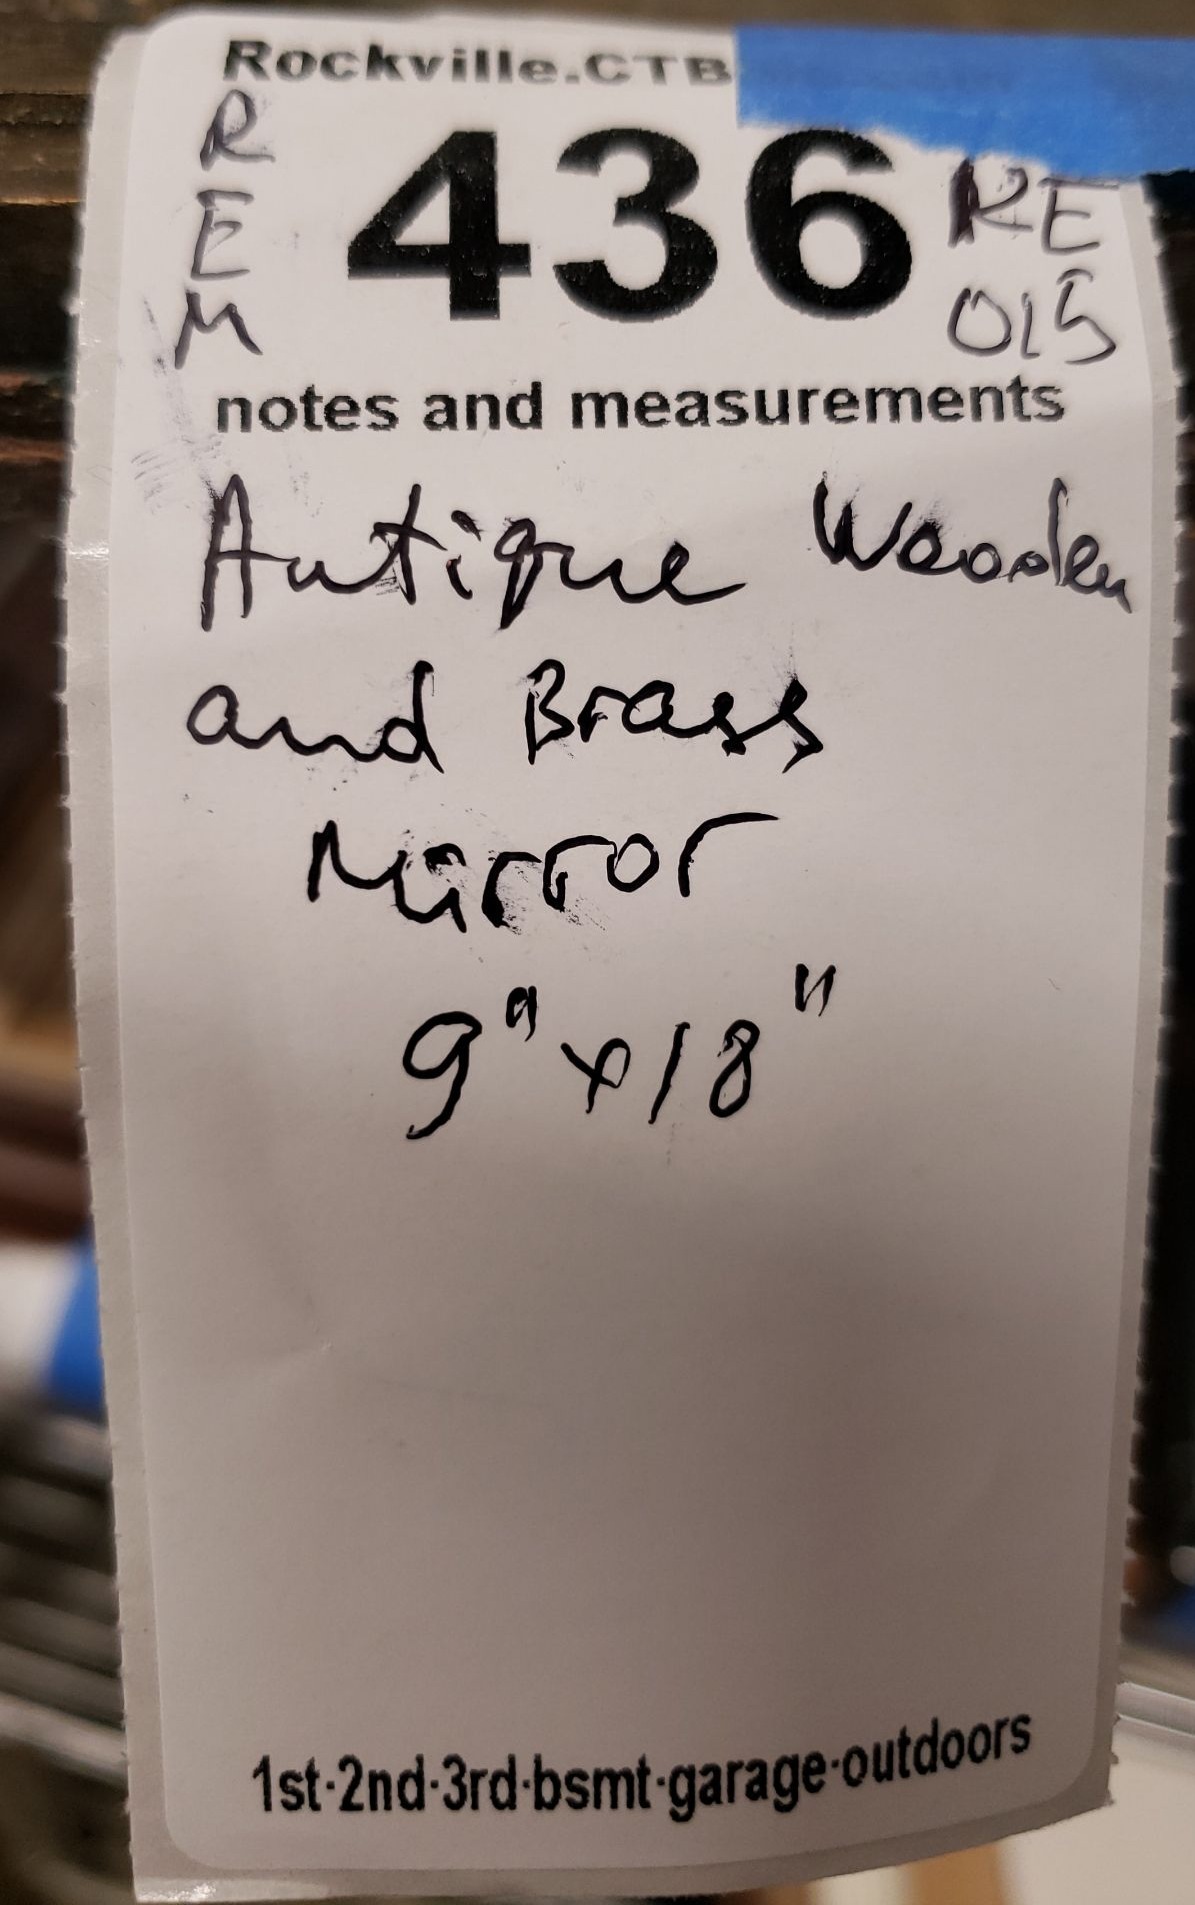 Rockville.CTB
R
E
M
436
RE
015
notes and measurements
Antique Wooden
and Brass
Mirror
9" x 18"
1st·2nd·3rd·bsmt·garage·outdoors